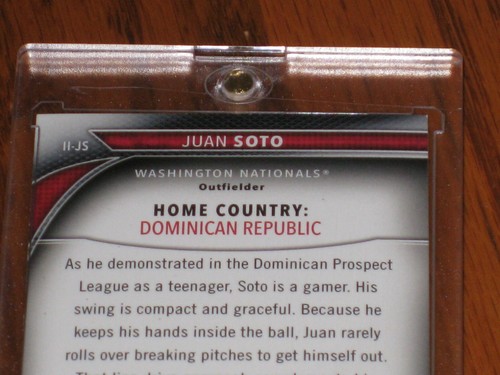 II-JS
JUAN SOTO
WASHINGTON NATIONALS®
Outfielder
HOME COUNTRY:
DOMINICAN REPUBLIC
As he demonstrated in the Dominican Prospect
League as a teenager, Soto is a gamer. His
swing is compact and graceful. Because he
keeps his hands inside the ball, Juan rarely
rolls over breaking pitches to get himself out.